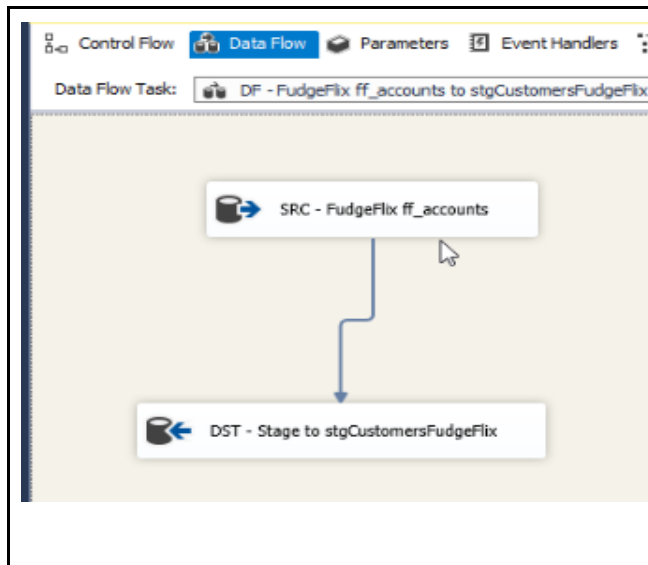 Control Flow Data Flow Parameters Event Handlers
Data Flow Task: DF - FudgeFlix ff_accounts to stgCustomersFudgeFlix
SRC - FudgeFlix ff_accounts
DST - Stage to stgCustomersFudgeFlix